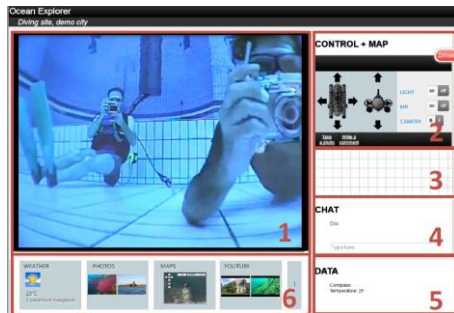 Ocean Explorer
Diving site, demo city
1
CONTROL + MAP
LIGHT
AIR
CAMERA
Take a photo
Write a comment
2
3
CHAT
Type here
4
DATA
Compass
Temperature: 25
5
WEATHER
PHOTOS
MAPS
YOUTUBE
6